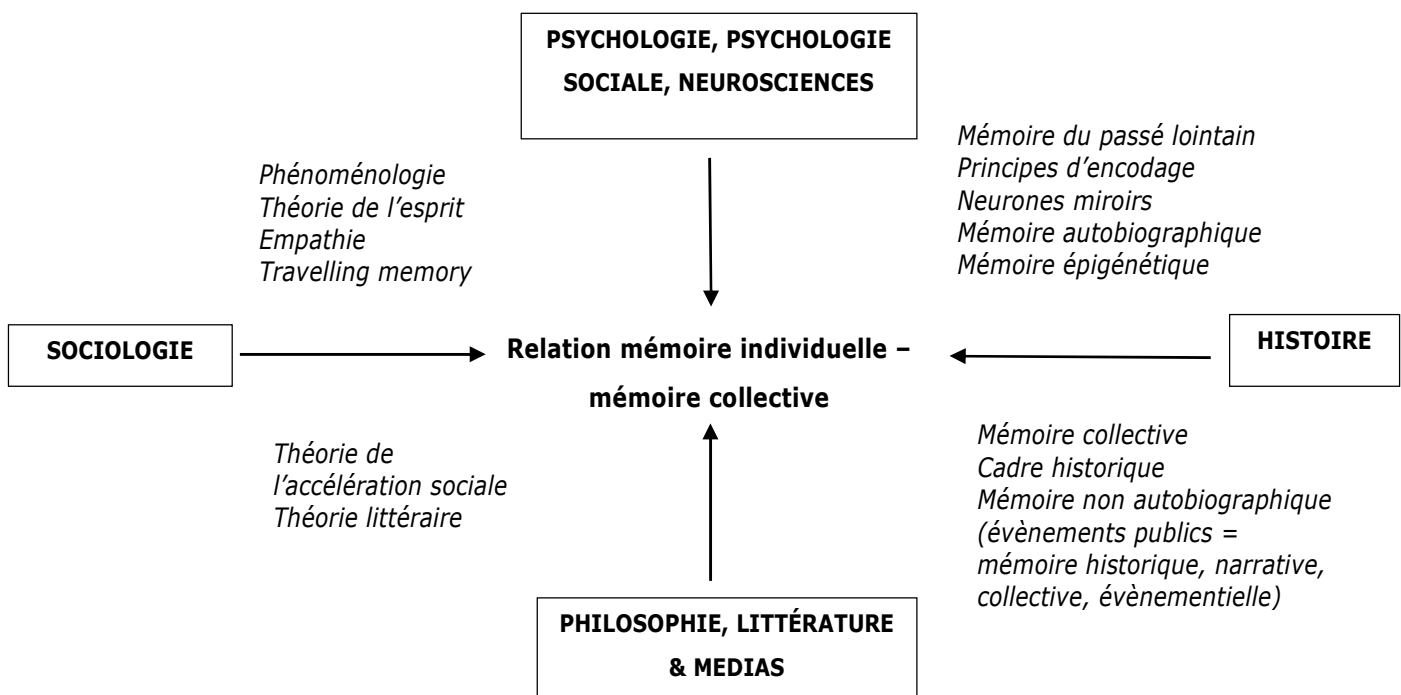 PSYCHOLOGIE, PSYCHOLOGIE
SOCIALE, NEUROSCIENCES
Phénoménologie
Théorie de l’esprit
Empathie
Travelling memory
Mémoire du passé lointain
Principes d’encodage
Neurones miroirs
Mémoire autobiographique
Mémoire épigénétique
SOCIOLOGIE
Relation mémoire individuelle –
mémoire collective
HISTOIRE
Théorie de
l’accélération sociale
Théorie littéraire
Mémoire collective
Cadre historique
Mémoire non autobiographique
(évènements publics =
mémoire historique, narrative,
collective, évènementielle)
PHILOSOPHIE, LITTÉRATURE
& MEDIAS